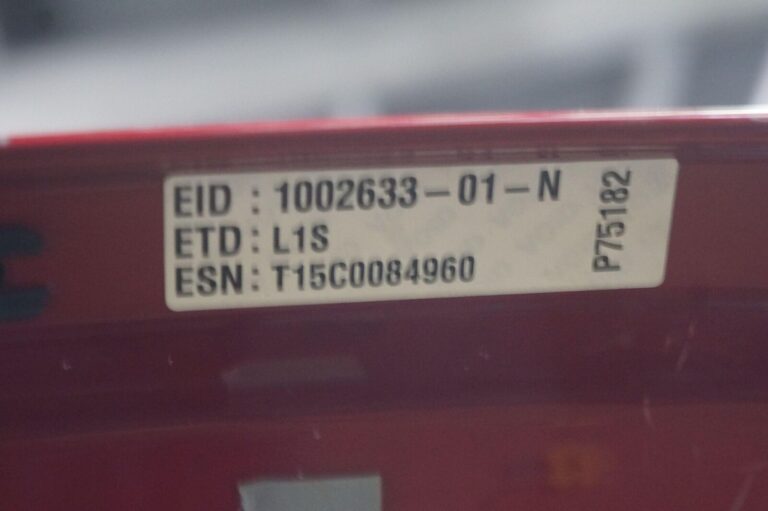 EID : 1002633-01-N
ETD : L1S
ESN : T15C0084960
P75182